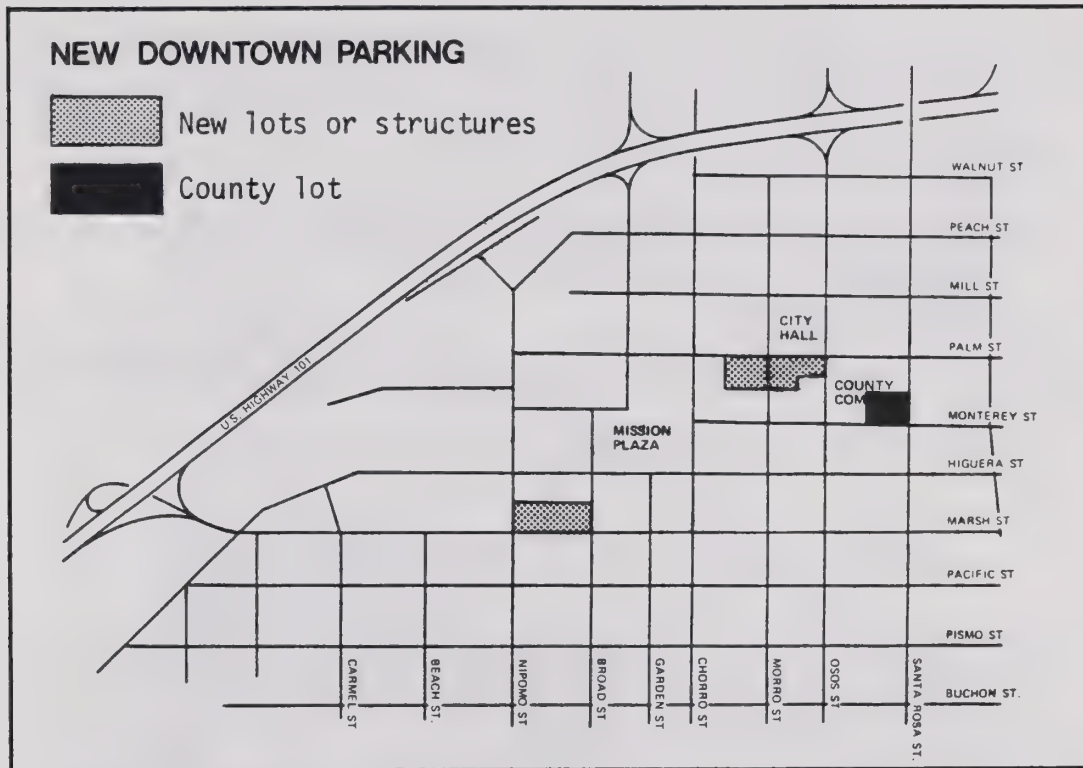 NEW DOWNTOWN PARKING
New lots or structures
County lot
U.S. HIGHWAY 101
WALNUT ST
PEACH ST
MILL ST
CITY
HALL
PALM ST
COUNTY
COM
MONTEREY ST
MISSION
PLAZA
HIGUERA ST
MARSH ST
PACIFIC ST
PISMO ST
BUCHON ST.
CARMEL ST
BEACH ST.
NIPOMO ST
BROAD ST
GARDEN ST
CHORRO ST
MORRO ST
OSOS ST
SANTA ROSA ST.